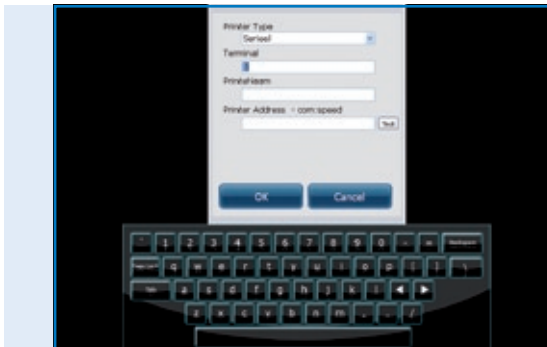 Printer Type
Serieel
Terminal
PrinterNaam
Printer Address - com:speed
Test
OK Cancel
1 2 3 4 5 6 7 8 9 0 - =
q w e r t y u i o p [ ] \
a s d f g h j k l
z x c v b n m , . /